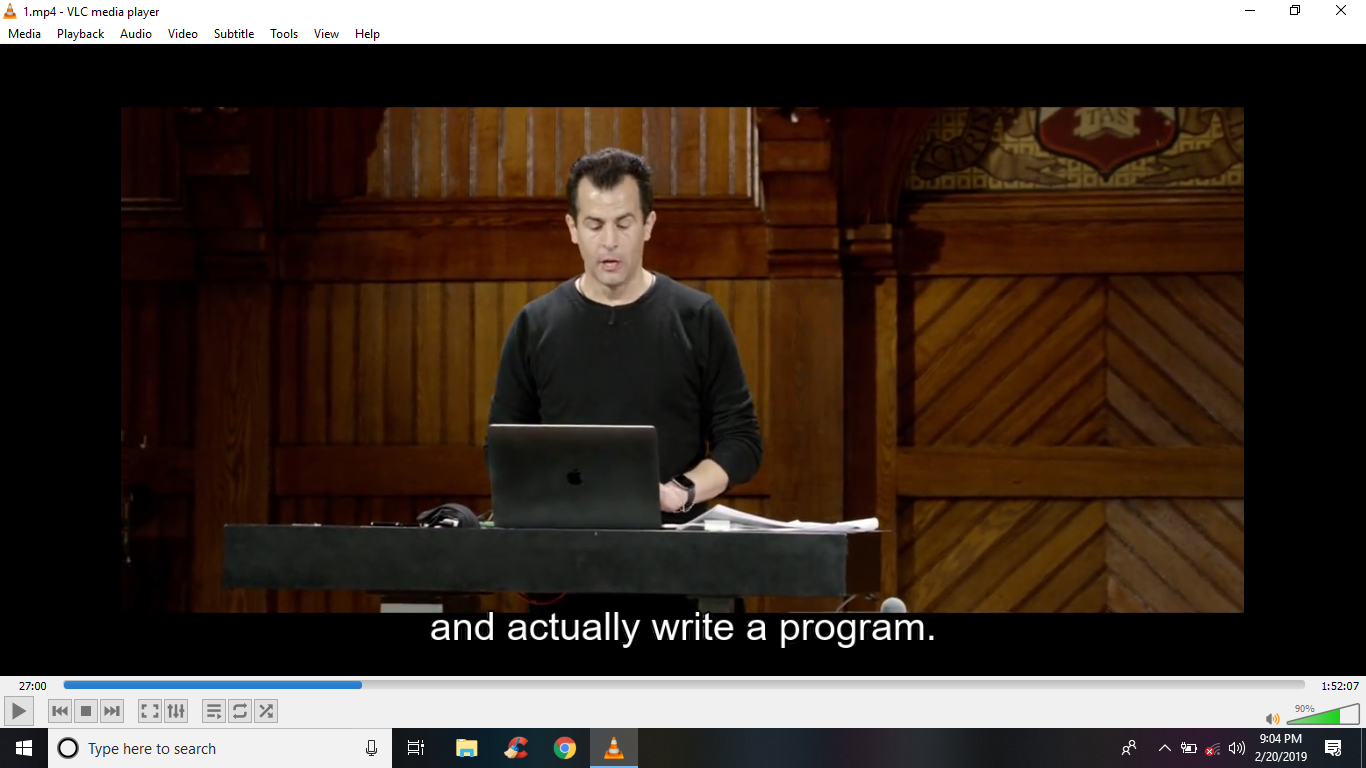 1.mp4 - VLC media player
Media Playback Audio Video Subtitle Tools View Help
TAS
and actually write a program.
27:00 1:52:07
90%
Type here to search
9:04 PM
2/20/2019